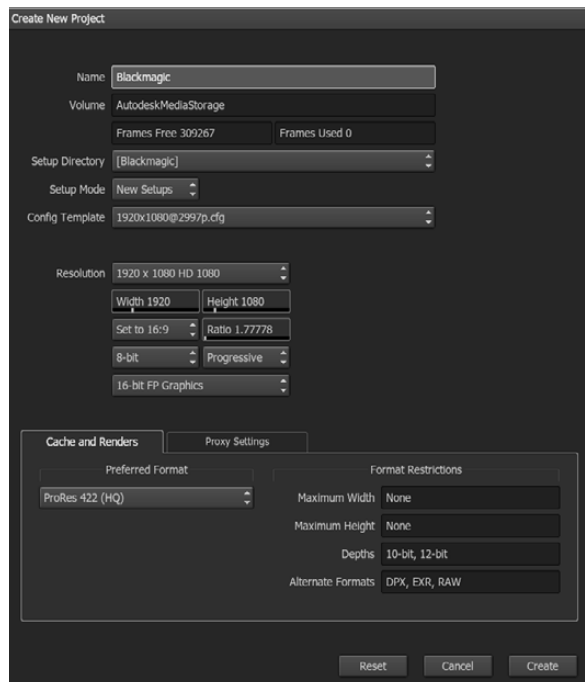 Create New Project
Name Blackmagic
Volume AutodeskMediaStorage
Frames Free 309267 Frames Used 0
Setup Directory [Blackmagic]
Setup Mode New Setups
Config Template 1920x1080@2997p.cfg
Resolution 1920 x 1080 HD 1080
Width 1920 Height 1080
Set to 16:9 Ratio 1.77778
8-bit Progressive
16-bit FP Graphics
Cache and Renders Proxy Settings
Preferred Format Format Restrictions
ProRes 422 (HQ) Maximum Width None
Maximum Height None
Depths 10-bit, 12-bit
Alternate Formats DPX, EXR, RAW
Reset Cancel Create